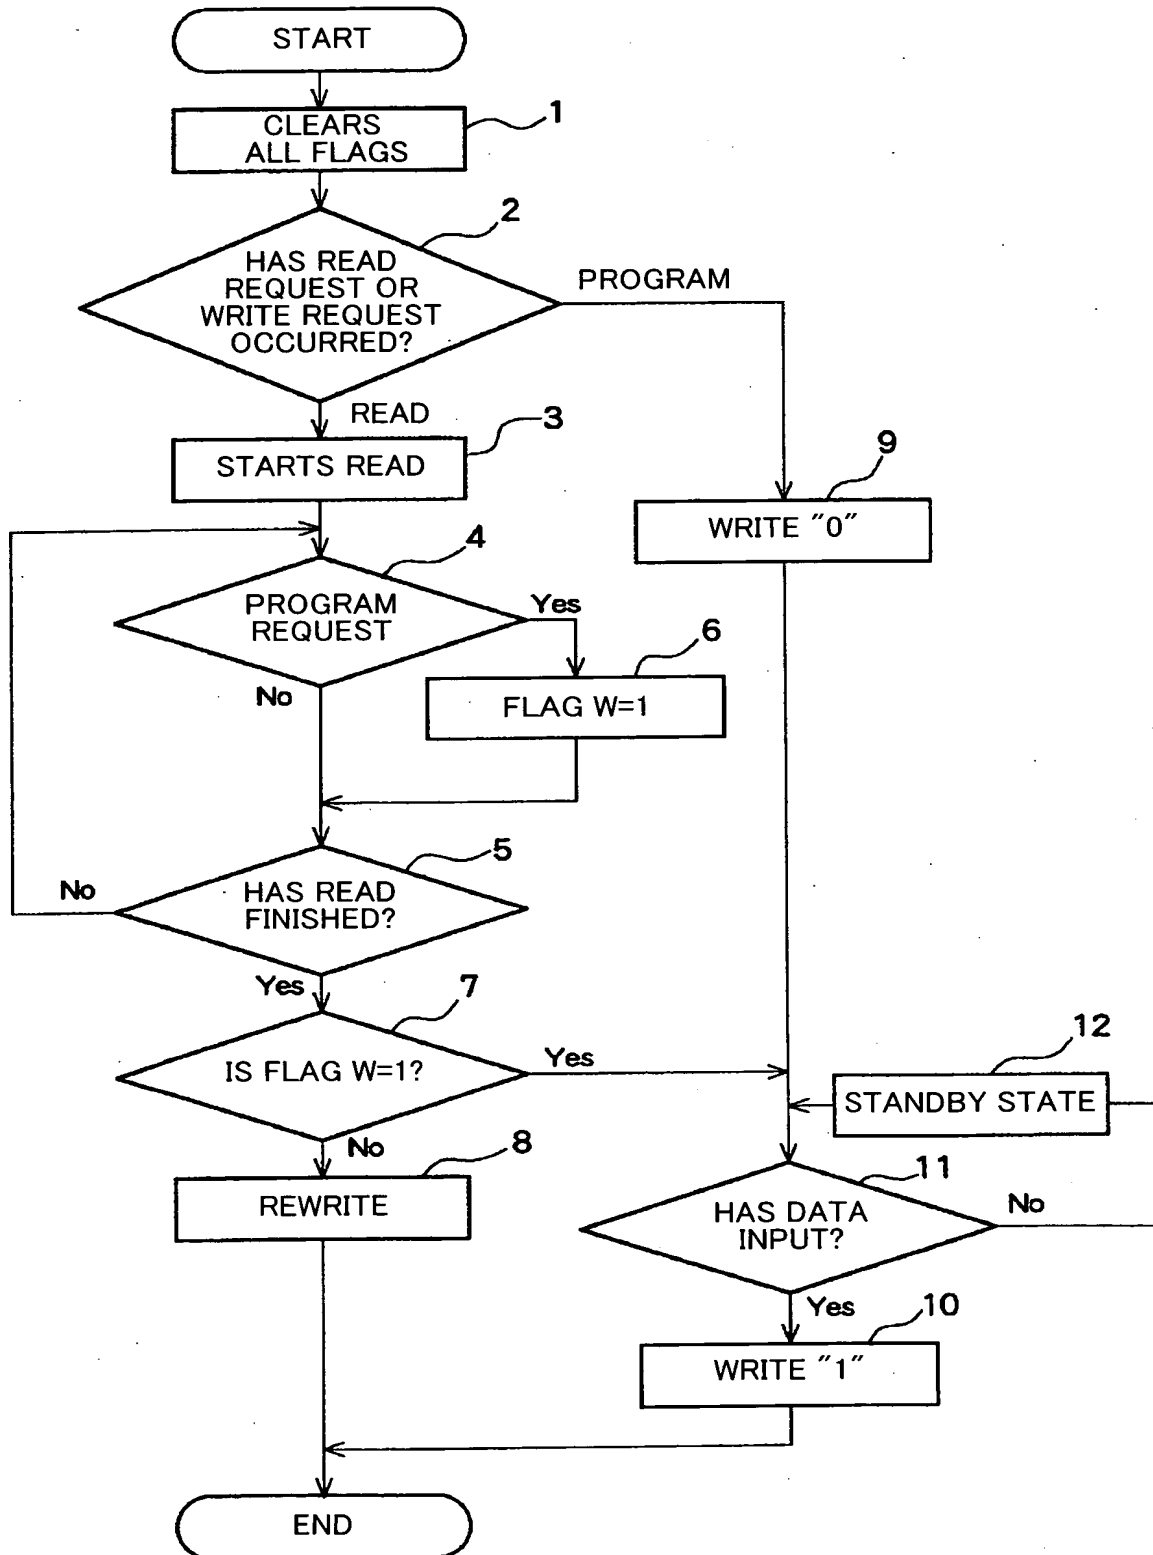 START
1
CLEARS
ALL FLAGS
2
HAS READ
REQUEST OR
WRITE REQUEST
OCCURRED?
PROGRAM
READ
3
STARTS READ
9
WRITE "0"
4
PROGRAM
REQUEST
Yes
No
6
FLAG W=1
5
HAS READ
FINISHED?
No
Yes
7
IS FLAG W=1?
Yes
No
12
STANDBY STATE
8
REWRITE
11
HAS DATA
INPUT?
No
Yes
10
WRITE "1"
END